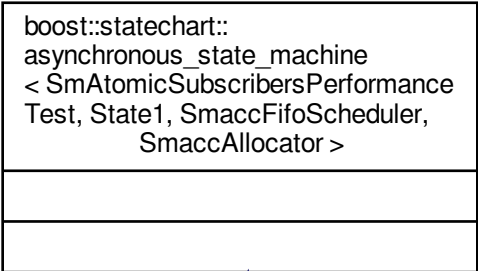 boost::statechart::
asynchronous_state_machine
< SmAtomicSubscribersPerformance
Test, State1, SmaccFifoScheduler,
SmaccAllocator >